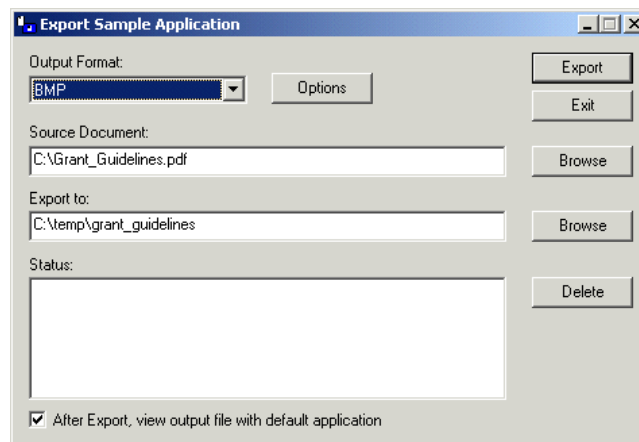 Export Sample Application
Output Format:
BMP
Options
Export
Exit
Source Document:
C:\Grant_Guidelines.pdf
Browse
Export to:
C:\temp\grant_guidelines
Browse
Status:
Delete
After Export, view output file with default application